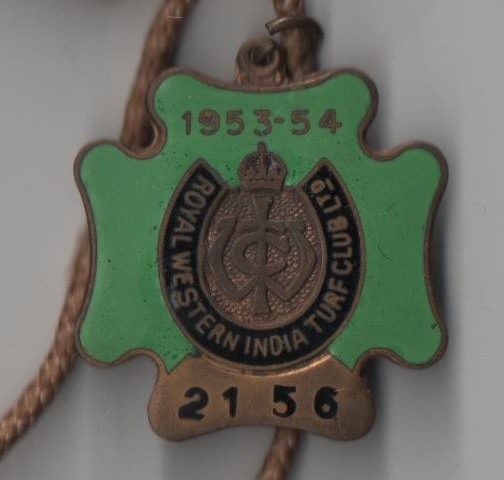 1953-54
ROYAL WESTERN INDIA TURF CLUB LTD
2156